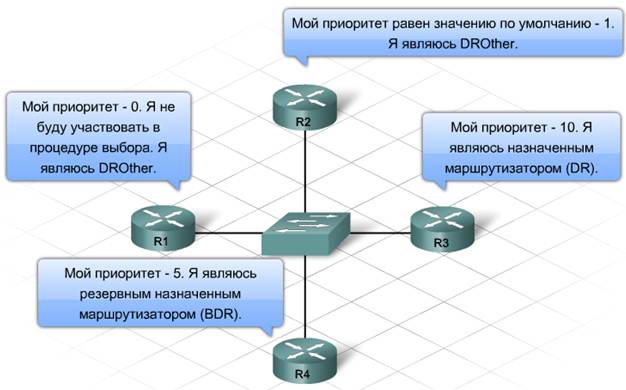 Мой приоритет равен значению по умолчанию - 1.
Я являюсь DROther.
R2
Мой приоритет - 0. Я не
буду участвовать в
процедуре выбора. Я
являюсь DROther.
Мой приоритет - 10. Я
являюсь назначенным
маршрутизатором (DR).
R1
R3
Мой приоритет - 5. Я являюсь
резервным назначенным
маршрутизатором (BDR).
R4